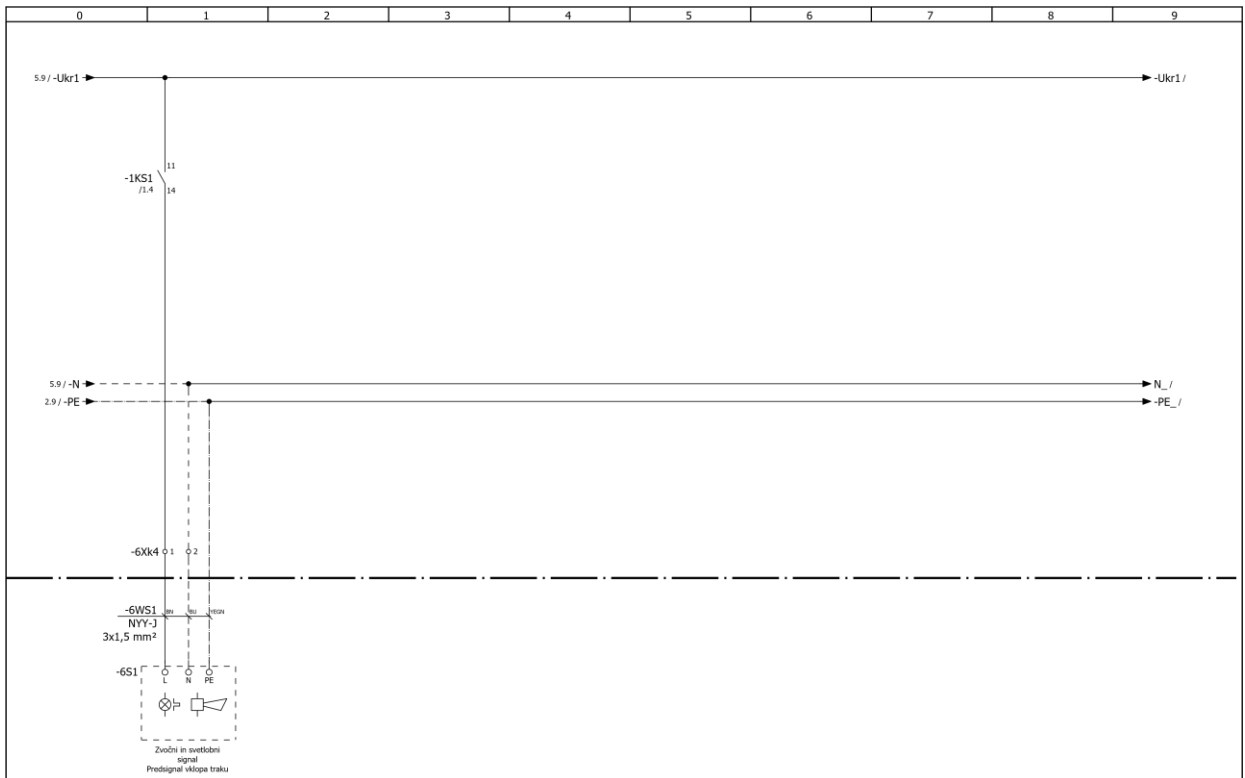 0 1 2 3 4 5 6 7 8 9
5.9 / -Ukr1 -Ukr1 /
11
-1KS1
/1.4 14
5.9 / -N N_ /
2.9 / -PE -PE_ /
-6Xk4 1 2
-6WS1 BN BU YEGN
NYY-J
3x1,5 mm²
-6S1
L N PE
Zvočni in svetlobni
signal
Predsignal vklopa traku